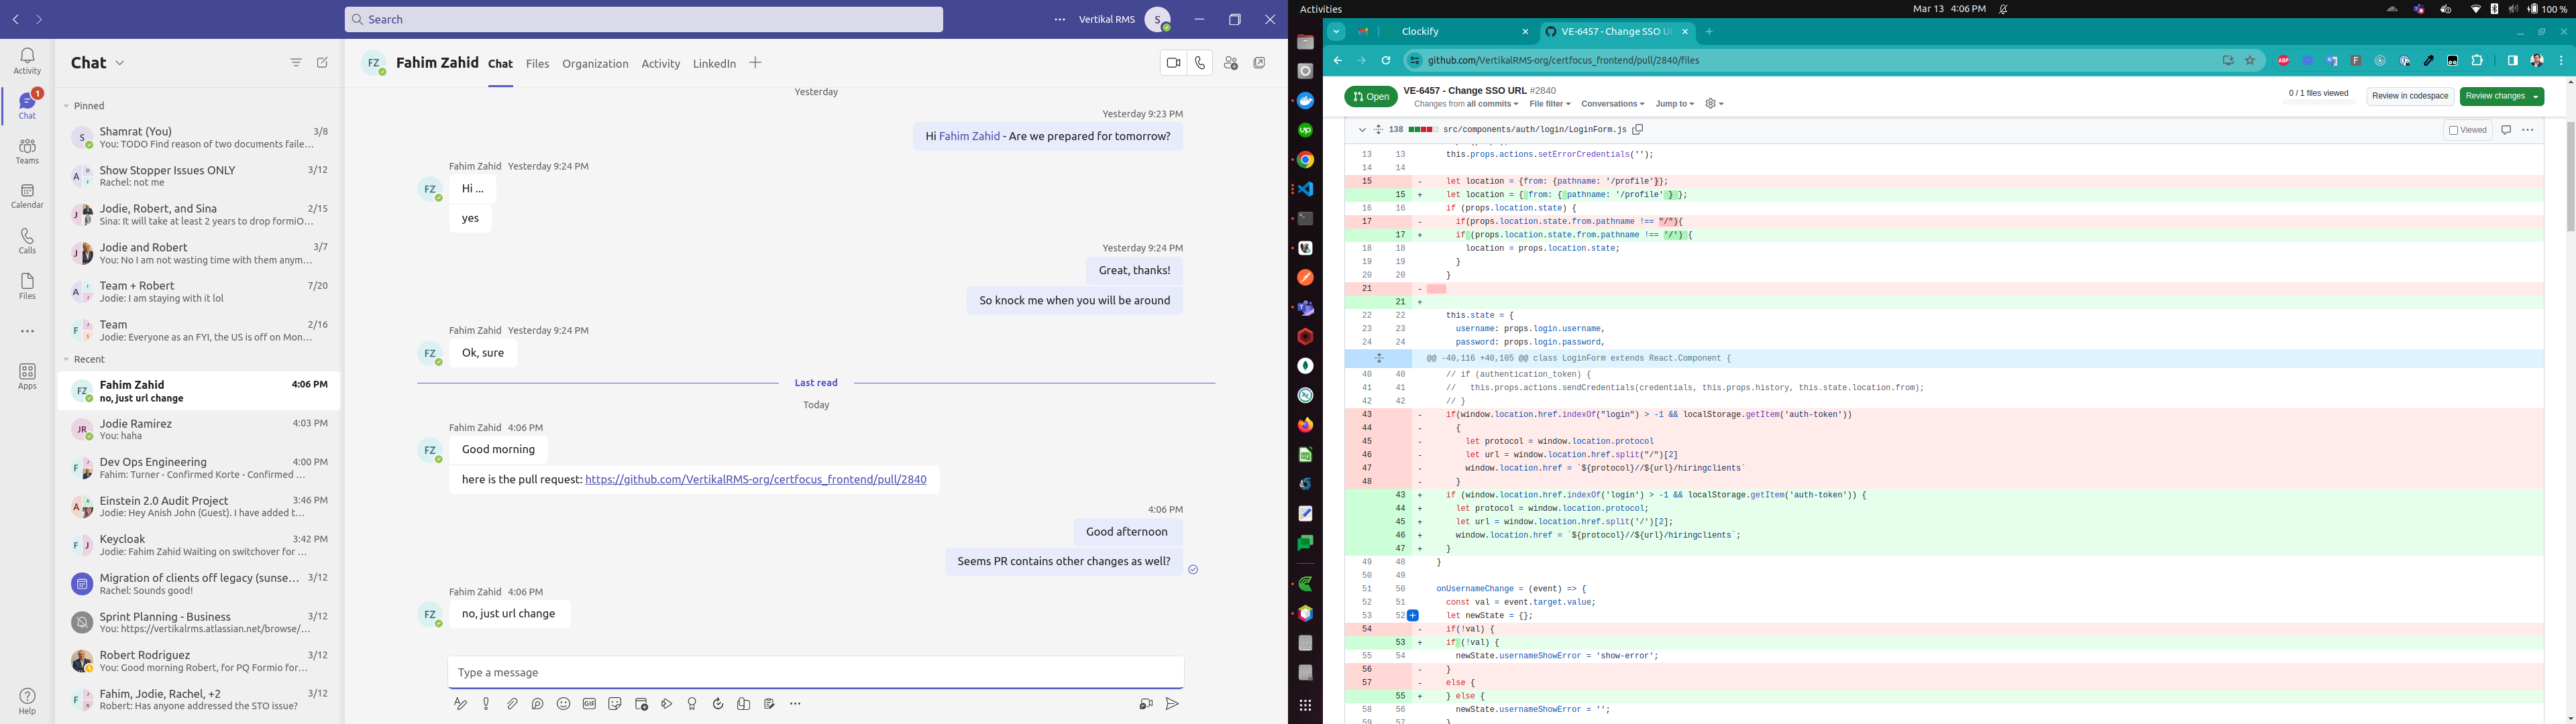 Search
Vertikal RMS
S
Activity
Chat
1
Teams
Calendar
Calls
Files
Apps
Help
Chat
Pinned
Shamrat (You) 3/8
You: TODO Find reason of two documents faile...
Show Stopper Issues ONLY 3/12
Rachel: not me
Jodie, Robert, and Sina 2/15
Sina: It will take at least 2 years to drop formiO...
Jodie and Robert 3/7
You: No I am not wasting time with them anym...
Team + Robert 7/20
Jodie: I am staying with it lol
Team 2/16
Jodie: Everyone as an FYI, the US is off on Mon...
Recent
Fahim Zahid 4:06 PM
no, just url change
Jodie Ramirez 4:03 PM
You: haha
Dev Ops Engineering 4:00 PM
Fahim: Turner - Confirmed Korte - Confirmed ...
Einstein 2.0 Audit Project 3:46 PM
Jodie: Hey Anish John (Guest). I have added t...
Keycloak 3:42 PM
Jodie: Fahim Zahid Waiting on switchover for ...
Migration of clients off legacy (sunse... 3/12
Rachel: Sounds good!
Sprint Planning - Business 3/12
You: https://vertikalrms.atlassian.net/browse/...
Robert Rodriguez 3/12
You: Good morning Robert, for PQ Formio for...
Fahim, Jodie, Rachel, +2 3/12
Robert: Has anyone addressed the STO issue?
FZ Fahim Zahid Chat Files Organization Activity LinkedIn
Yesterday
Yesterday 9:23 PM
Hi Fahim Zahid - Are we prepared for tomorrow?
Fahim Zahid Yesterday 9:24 PM
FZ
Hi ...
yes
Yesterday 9:24 PM
Great, thanks!
So knock me when you will be around
Fahim Zahid Yesterday 9:24 PM
FZ
Ok, sure
Last read
Today
Fahim Zahid 4:06 PM
FZ
Good morning
here is the pull request: https://github.com/VertikalRMS-org/certfocus_frontend/pull/2840
4:06 PM
Good afternoon
Seems PR contains other changes as well?
Fahim Zahid 4:06 PM
FZ
no, just url change
Type a message
GIF
Activities
Mar 13 4:06 PM
100 %
Clockify
VE-6457 - Change SSO U
github.com/VertikalRMS-org/certfocus_frontend/pull/2840/files
Open
VE-6457 - Change SSO URL #2840
Changes from all commits File filter Conversations Jump to
0 / 1 files viewed
Review in codespace
Review changes
138 src/components/auth/login/LoginForm.js
Viewed
13 13 this.props.actions.setErrorCredentials('');
14 14
15 - let location = {from: {pathname: '/profile'}};
15 + let location = { from: { pathname: '/profile' } };
16 16 if (props.location.state) {
17 - if(props.location.state.from.pathname !== "/"){
17 + if (props.location.state.from.pathname !== '/') {
18 18 location = props.location.state;
19 19 }
20 20 }
21 -
21 +
22 22 this.state = {
23 23 username: props.login.username,
24 24 password: props.login.password,
@@ -40,116 +40,105 @@ class LoginForm extends React.Component {
40 40 // if (authentication_token) {
41 41 // this.props.actions.sendCredentials(credentials, this.props.history, this.state.location.from);
42 42 // }
43 - if(window.location.href.indexOf("login") > -1 && localStorage.getItem('auth-token'))
44 - {
45 - let protocol = window.location.protocol
46 - let url = window.location.href.split("/")[2]
47 - window.location.href = `${protocol}//${url}/hiringclients`
48 - }
43 + if (window.location.href.indexOf('login') > -1 && localStorage.getItem('auth-token')) {
44 + let protocol = window.location.protocol;
45 + let url = window.location.href.split('/')[2];
46 + window.location.href = `${protocol}//${url}/hiringclients`;
47 + }
49 48 }
50 49
51 50 onUsernameChange = (event) => {
52 51 const val = event.target.value;
53 52 let newState = {};
54 - if(!val) {
53 + if (!val) {
55 54 newState.usernameShowError = 'show-error';
56 - }
57 - else {
55 + } else {
58 56 newState.usernameShowError = '';
59 57 }